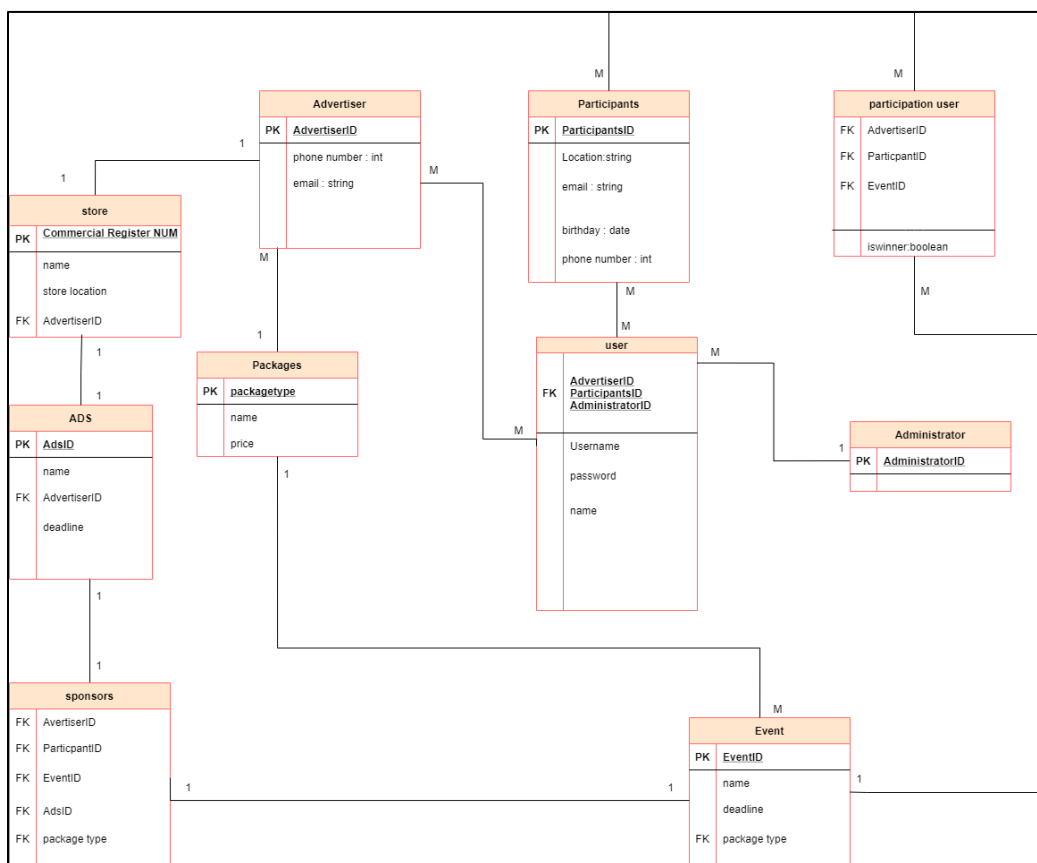 M
M
Advertiser
PK AdvertiserID
phone number : int
email : string
Participants
PK ParticipantsID
Location:string
email : string
birthday : date
phone number : int
participation user
FK AdvertiserID
FK ParticpantID
FK EventID
iswinner:boolean
1
1
M
store
PK Commercial Register NUM
name
store location
FK AdvertiserID
M
M
M
M
1
1
1
Packages
PK packagetype
name
price
user
FK AdvertiserID
ParticipantsID
AdministratorID
Username
password
name
M
M
1
Administrator
PK AdministratorID
ADS
PK AdsID
name
FK AdvertiserID
deadline
1
1
1
M
sponsors
FK AvertiserID
FK ParticpantID
FK EventID
FK AdsID
FK package type
1
1
Event
PK EventID
name
deadline
FK package type
1